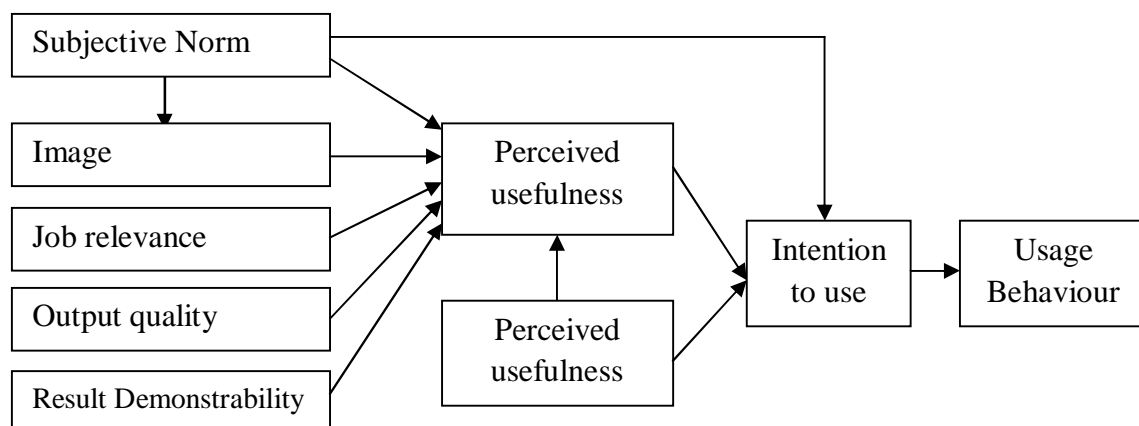 Subjective Norm
Image
Job relevance
Output quality
Result Demonstrability
Perceived
usefulness
Perceived
usefulness
Intention
to use
Usage
Behaviour